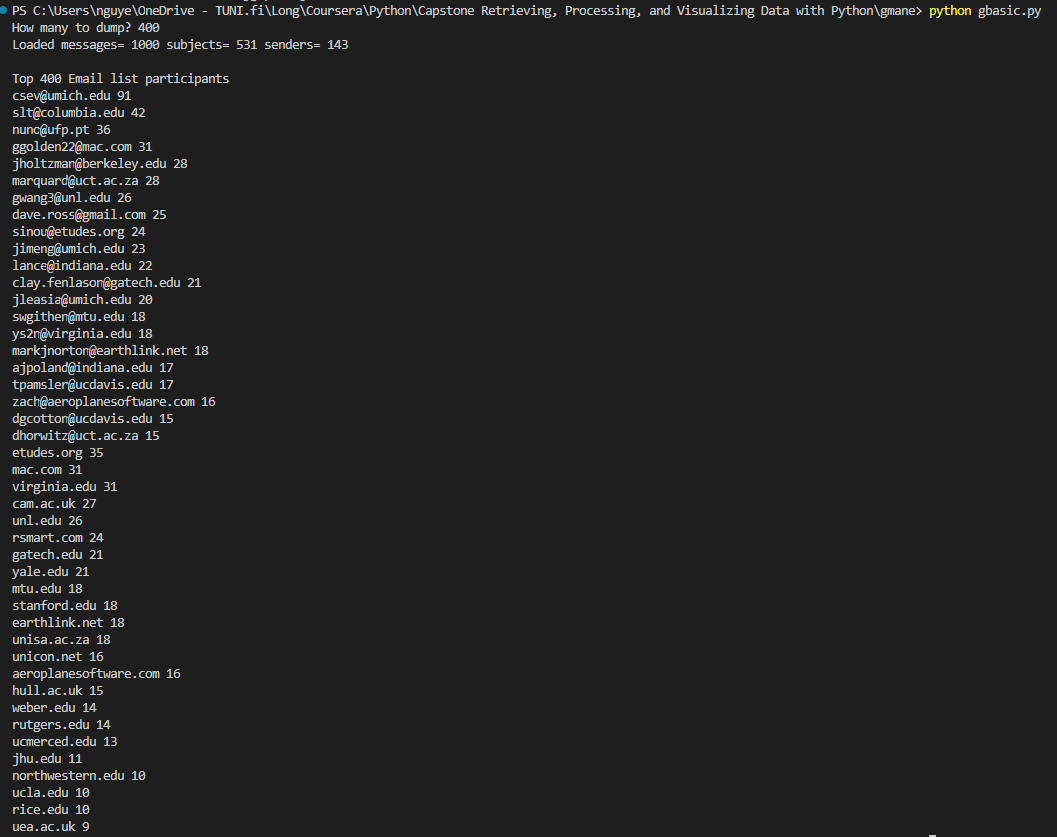 PS C:\Users\nguye\OneDrive - TUNI.fi\Long\Coursera\Python\Capstone Retrieving, Processing, and Visualizing Data with Python\gmane> python gbasic.py
How many to dump? 400
Loaded messages= 1000 subjects= 531 senders= 143

Top 400 Email list participants
csev@umich.edu 91
slt@columbia.edu 42
nuno@ufp.pt 36
ggolden22@mac.com 31
jholtzman@berkeley.edu 28
marquard@uct.ac.za 28
gwang3@unl.edu 26
dave.ross@gmail.com 25
sinou@etudes.org 24
jimeng@umich.edu 23
lance@indiana.edu 22
clay.fenlason@gatech.edu 21
jleasia@umich.edu 20
swgithen@mtu.edu 18
ys2n@virginia.edu 18
markjnorton@earthlink.net 18
ajpoland@indiana.edu 17
tpamsler@ucdavis.edu 17
zach@aeroplanesoftware.com 16
dgcotton@ucdavis.edu 15
dhorwitz@uct.ac.za 15
etudes.org 35
mac.com 31
virginia.edu 31
cam.ac.uk 27
unl.edu 26
rsmart.com 24
gatech.edu 21
yale.edu 21
mtu.edu 18
stanford.edu 18
earthlink.net 18
unisa.ac.za 18
unicon.net 16
aeroplanesoftware.com 16
hull.ac.uk 15
weber.edu 14
rutgers.edu 14
ucmerced.edu 13
jhu.edu 11
northwestern.edu 10
ucla.edu 10
rice.edu 10
uea.ac.uk 9